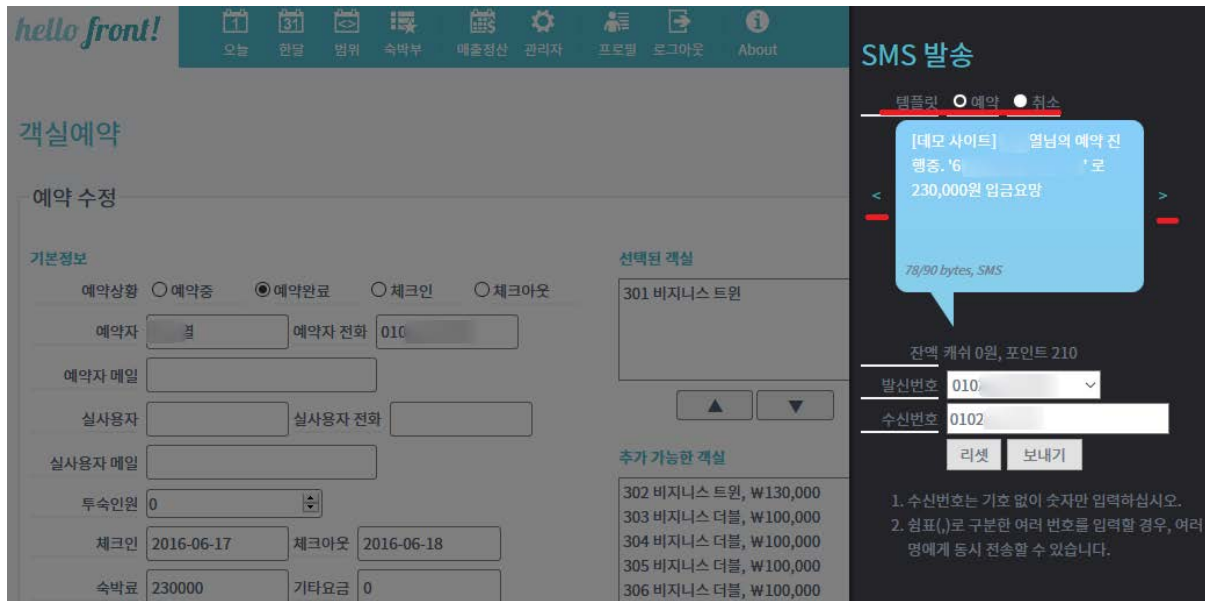 hello front!
1 31 <>
오늘 한달 범위 숙박부 매출정산 관리자 프로필 로그아웃 About
객실예약
예약 수정
기본정보
예약상황 예약중 예약완료 체크인 체크아웃
예약자 열 예약자 전화 010
예약자 메일
실사용자 실사용자 전화
실사용자 메일
투숙인원 0
체크인 2016-06-17 체크아웃 2016-06-18
숙박료 230000 기타요금 0
선택된 객실
301 비지니스 트윈
▲ ▼
추가 가능한 객실
302 비지니스 트윈, ₩130,000
303 비지니스 더블, ₩100,000
304 비지니스 더블, ₩100,000
305 비지니스 더블, ₩100,000
306 비지니스 더블, ₩100,000
SMS 발송
템플릿 예약 취소
[데모 사이트] 열님의 예약 진
행중. '6 ' 로
< 230,000원 입금요망 >
78/90 bytes, SMS
잔액 캐쉬 0원, 포인트 210
발신번호 010
수신번호 0102
리셋 보내기
1. 수신번호는 기호 없이 숫자만 입력하십시오.
2. 쉼표(,)로 구분한 여러 번호를 입력할 경우, 여러
명에게 동시 전송할 수 있습니다.